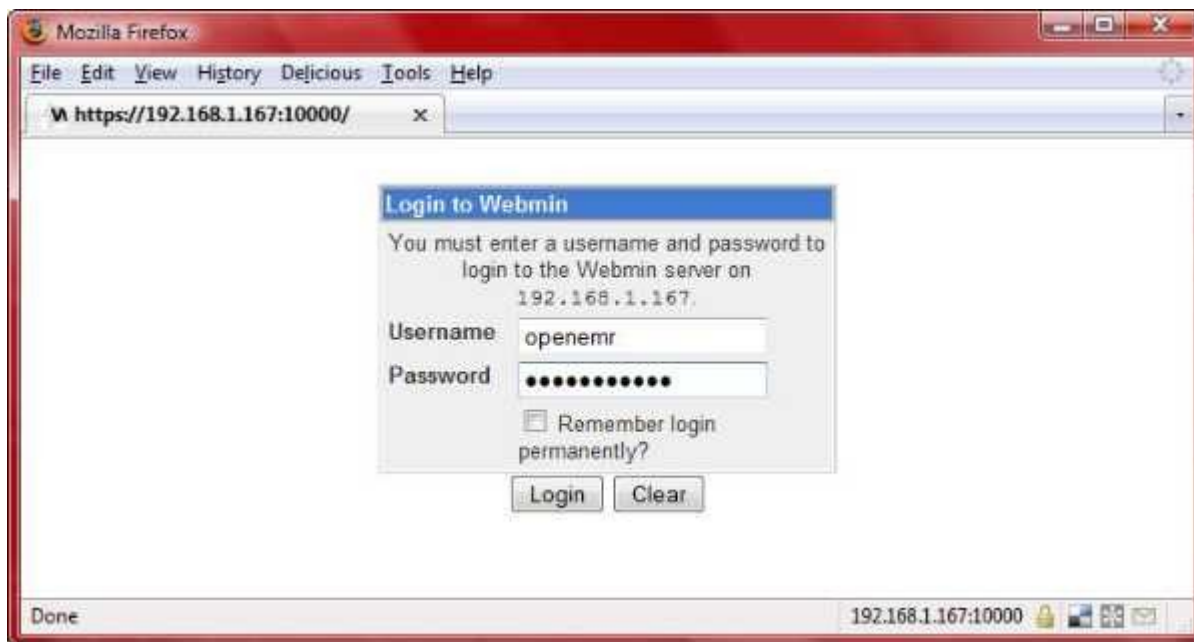 Mozilla Firefox
File Edit View History Delicious Tools Help
https://192.168.1.167:10000/
Login to Webmin
You must enter a username and password to
login to the Webmin server on
192.168.1.167.
Username openemr
Password ●●●●●●●●●●●
Remember login
permanently?
Login Clear
Done 192.168.1.167:10000